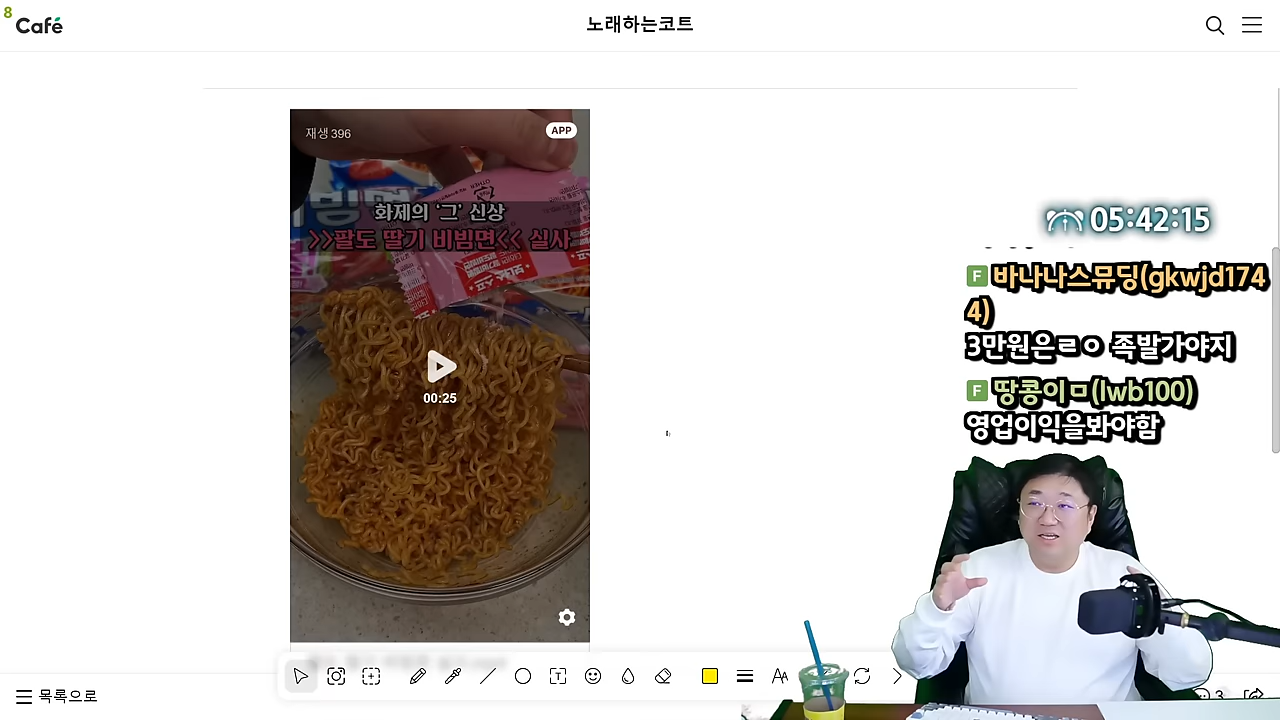 8
Café
노래하는코트
재생 396
APP
화제의 '그' 신상
>>팔도 딸기 비빔면<< 실사
00:25
05:42:15
F 바나나스뮤딩(gkwjd174
4)
3만원은ㄹㅇ 족발가야지
F 땅콩이ㅁ(lwb100)
영업이익을봐야함
목록으로
3